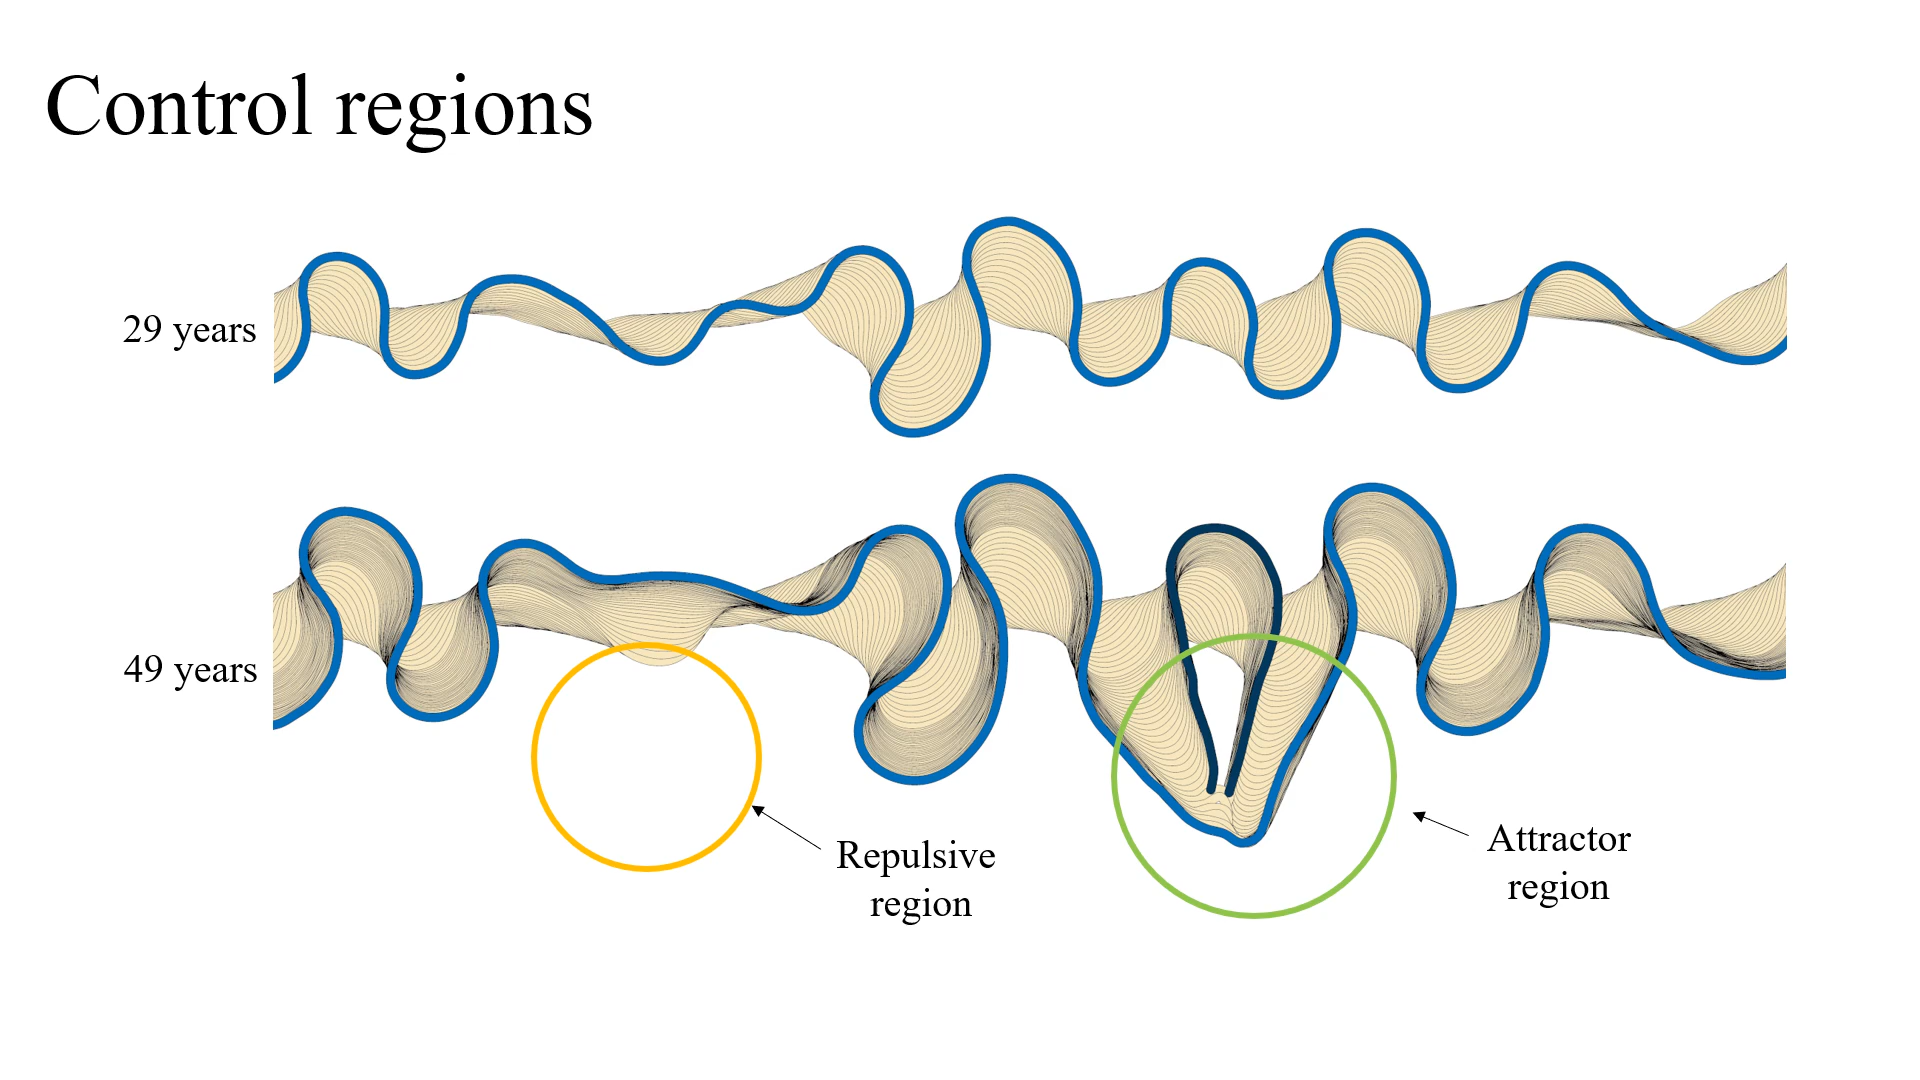 Control regions
29 years
49 years
Repulsive
region
Attractor
region